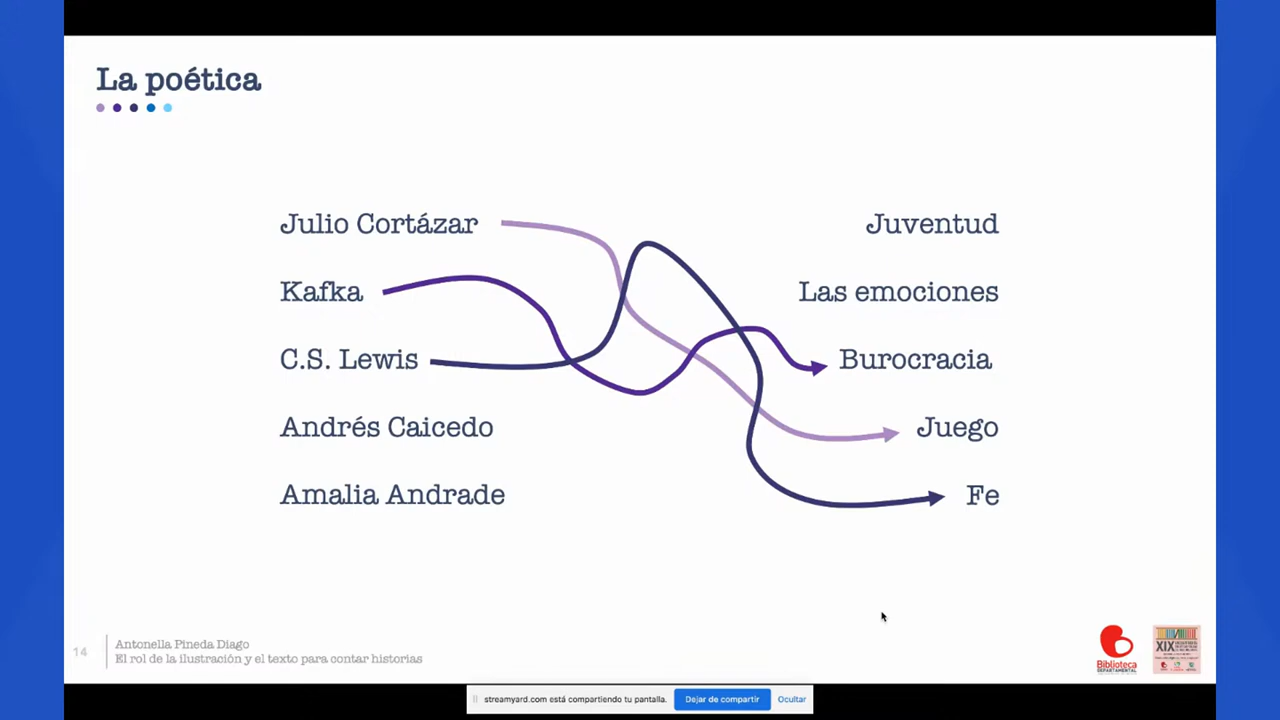 La poética
Julio Cortázar
Juventud
Kafka
Las emociones
C.S. Lewis
Burocracia
Andrés Caicedo
Juego
Amalia Andrade
Fe
14
Antonella Pineda Diago
El rol de la ilustración y el texto para contar historias
Biblioteca
DEPARTAMENTAL
XIX
streamyard.com está compartiendo tu pantalla.
Dejar de compartir
Ocultar